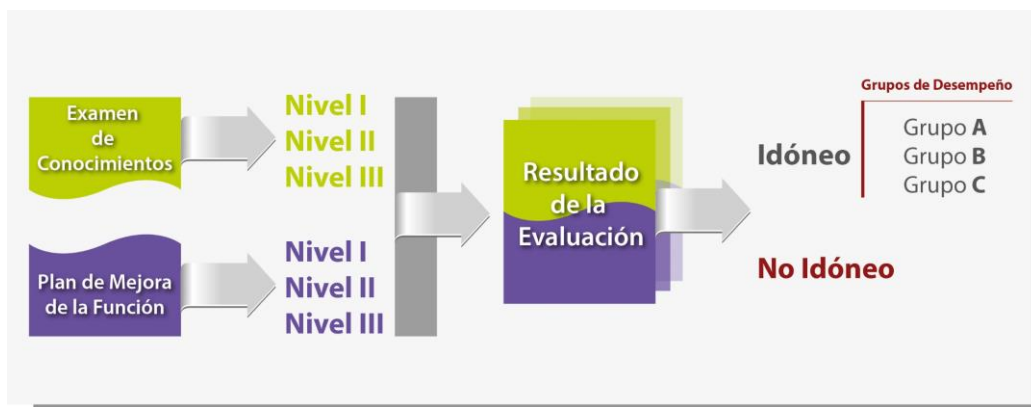 Examen
de
Conocimientos
Nivel I
Nivel II
Nivel III
Plan de Mejora
de la Función
Nivel I
Nivel II
Nivel III
Resultado
de la
Evaluación
Idóneo
Grupos de Desempeño
Grupo A
Grupo B
Grupo C
No Idóneo